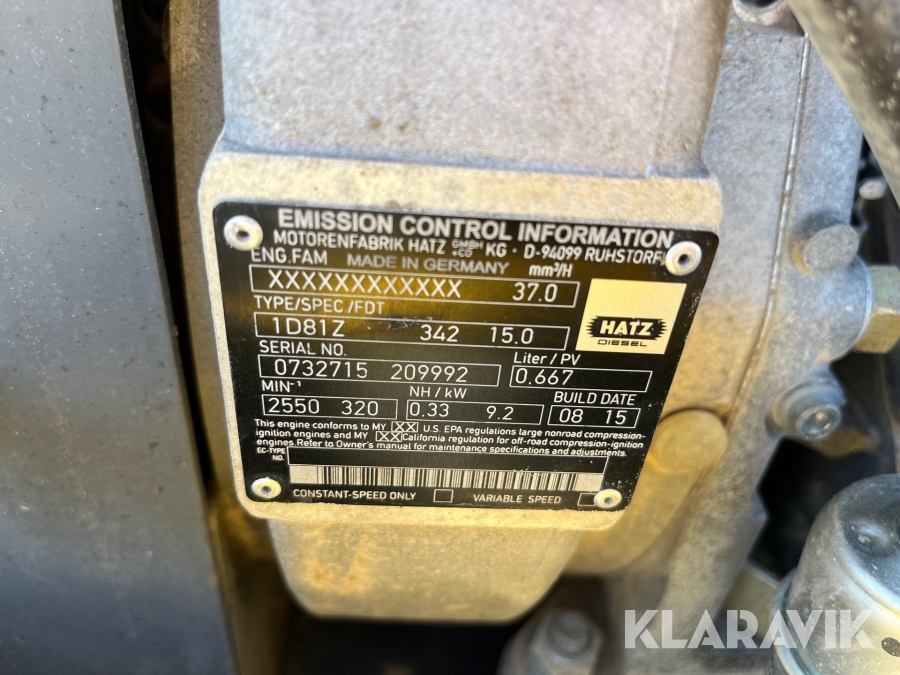 EMISSION CONTROL INFORMATION
MOTORENFABRIK HATZ GMBH +CO KG · D-94099 RUHSTORF
ENG.FAM MADE IN GERMANY mm³/H
XXXXXXXXXXXX 37.0
TYPE/SPEC/FDT
1D81Z 342 15.0
HATZ
DIESEL
SERIAL NO. Liter/PV
0732715 209992 0.667
MIN⁻¹ NH/kW BUILD DATE
2550 320 0.33 9.2 08 15
This engine conforms to MY XX U.S. EPA regulations large nonroad compression-
ignition engines and MY XX California regulation for off-road compression-ignition
engines.Refer to Owner's manual for maintenance specifications and adjustments.
EC-TYPE
NO.
CONSTANT-SPEED ONLY VARIABLE SPEED
KLARAVIK